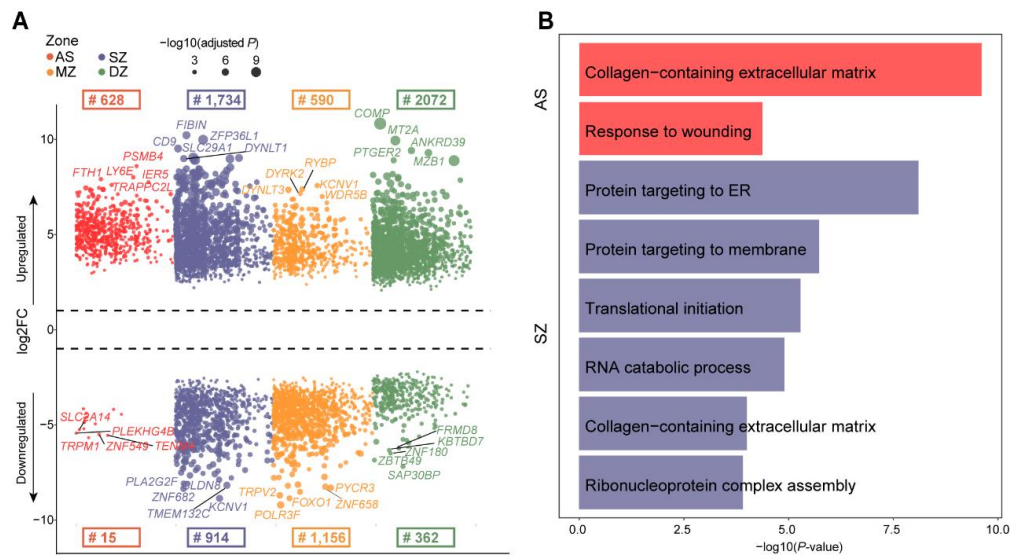 A
Zone
AS
SZ
MZ
DZ
−log10(adjusted P)
3 6 9
# 628
# 1,734
# 590
# 2072
COMP
FIBIN
MT2A
CD9
ZFP36L1
ANKRD39
SLC29A1
DYNLT1
PTGER2
MZB1
PSMB4
RYBP
FTH1
LY6E
IER5
DYRK2
KCNV1
TRAPPC2L
DYNLT3
WDR5B
10
5
0
−5
−10
Upregulated
log2FC
Downregulated
SLC2A14
PLEKHG4B
TRPM1
ZNF549
FRMD8
KBTBD7
ZNF180
ZBTB49
SAP30BP
PLA2G2F
ZNF682
TMEM132C
KCNV1
TRPV2
FOXO1
PYCR3
ZNF658
POLR3F
# 15
# 914
# 1,156
# 362
B
AS
SZ
Collagen−containing extracellular matrix
Response to wounding
Protein targeting to ER
Protein targeting to membrane
Translational initiation
RNA catabolic process
Collagen−containing extracellular matrix
Ribonucleoprotein complex assembly
0.0 2.5 5.0 7.5 10.0
−log10(P-value)